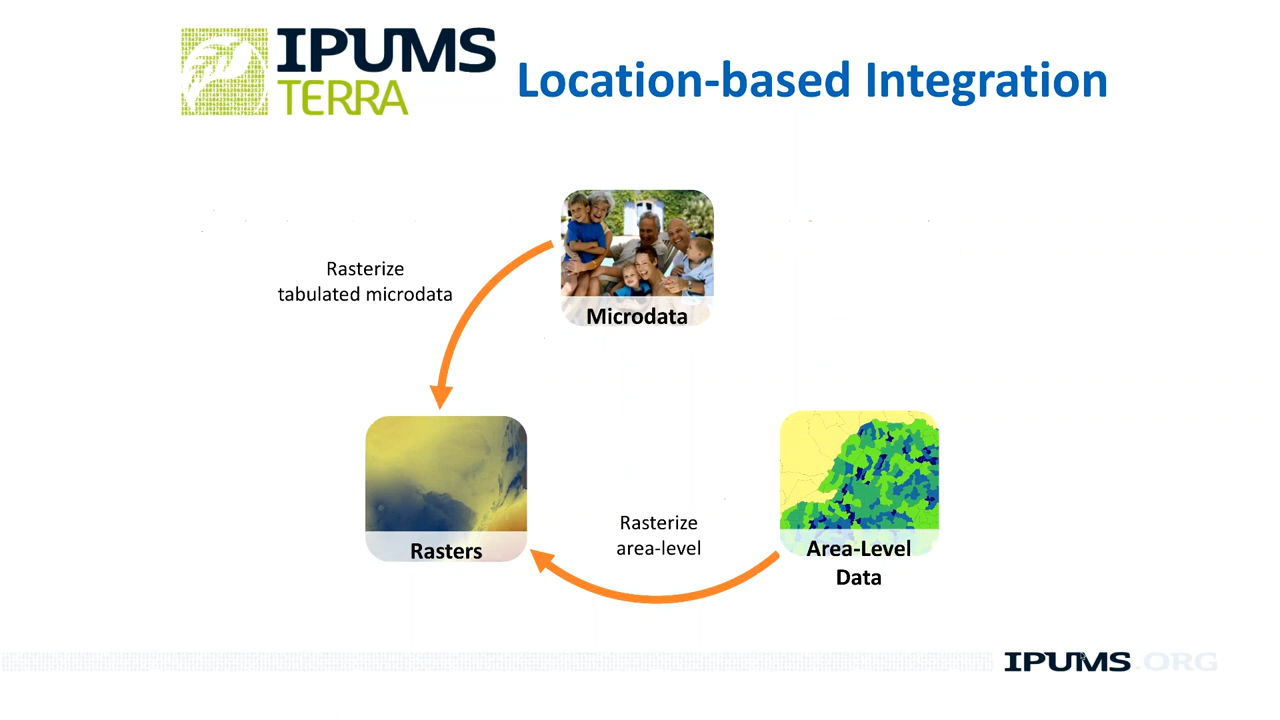 IPUMS
TERRA
Location-based Integration
Rasterize
tabulated microdata
Microdata
Rasters
Rasterize
area-level
Area-Level
Data
IPUMS.ORG